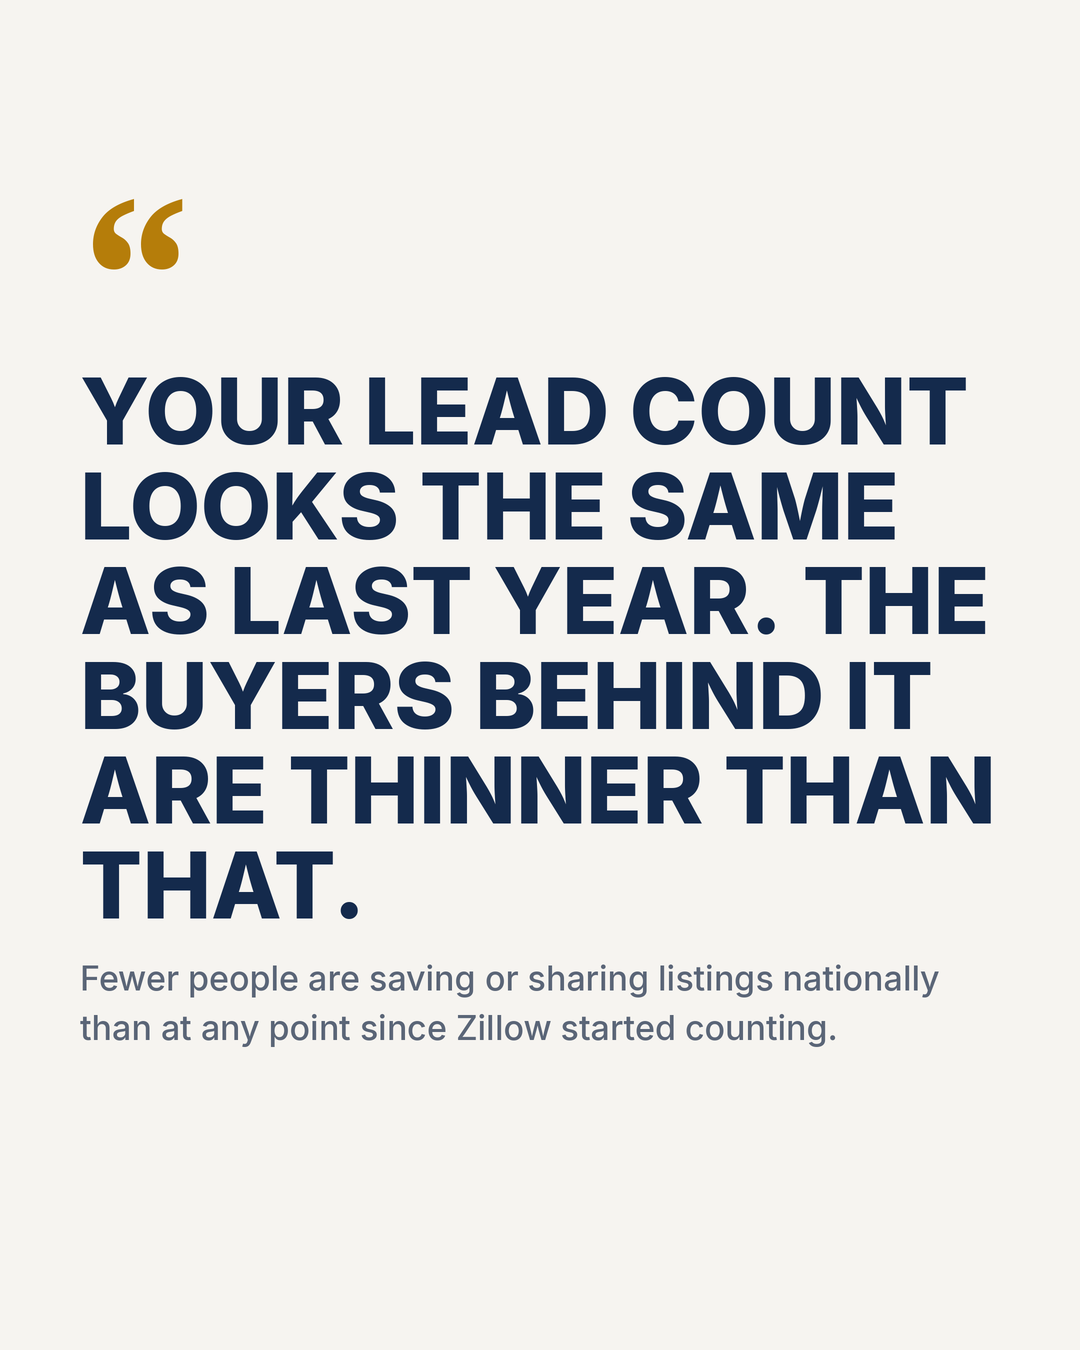 “
YOUR LEAD COUNT
LOOKS THE SAME
AS LAST YEAR. THE
BUYERS BEHIND IT
ARE THINNER THAN
THAT.
Fewer people are saving or sharing listings nationally
than at any point since Zillow started counting.